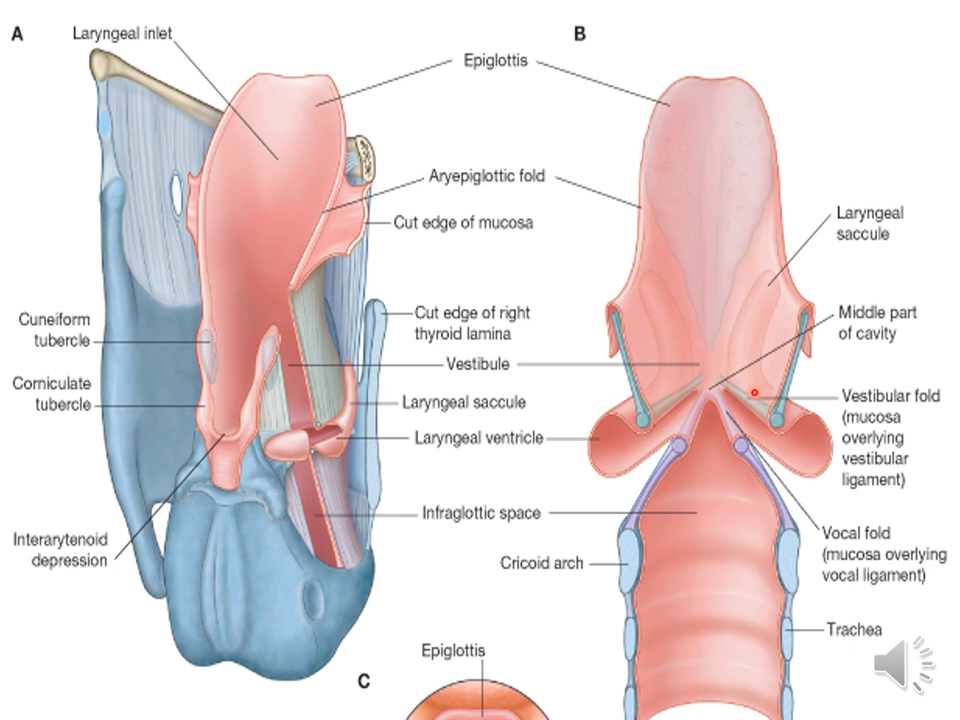 A
Laryngeal inlet
Epiglottis
Aryepiglottic fold
Cut edge of mucosa
Cuneiform
tubercle
Cut edge of right
thyroid lamina
Vestibule
Corniculate
tubercle
Laryngeal saccule
Laryngeal ventricle
Infraglottic space
Interarytenoid
depression
Cricoid arch
B
Laryngeal
saccule
Middle part
of cavity
Vestibular fold
(mucosa
overlying
vestibular
ligament)
Vocal fold
(mucosa overlying
vocal ligament)
Trachea
C
Epiglottis